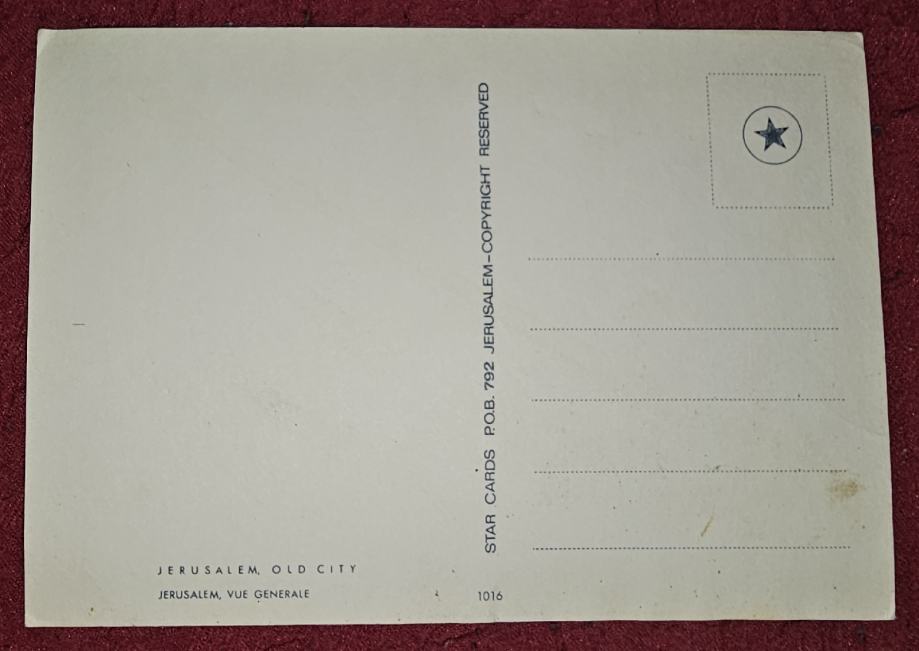 JERUSALEM, OLD CITY
JERUSALEM, VUE GENERALE
STAR CARDS P.O.B. 792 JERUSALEM-COPYRIGHT RESERVED
1016